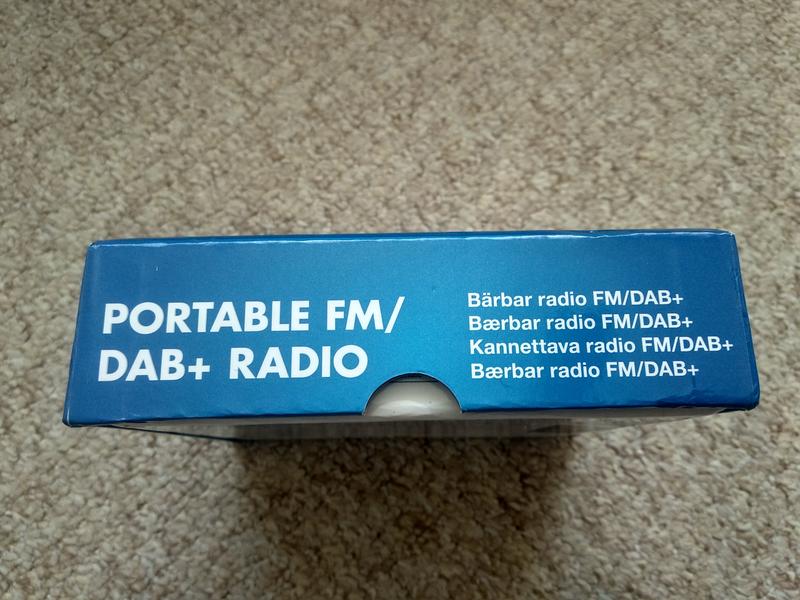 PORTABLE FM/
DAB+ RADIO
Bärbar radio FM/DAB+
Bærbar radio FM/DAB+
Kannettava radio FM/DAB+
Bærbar radio FM/DAB+